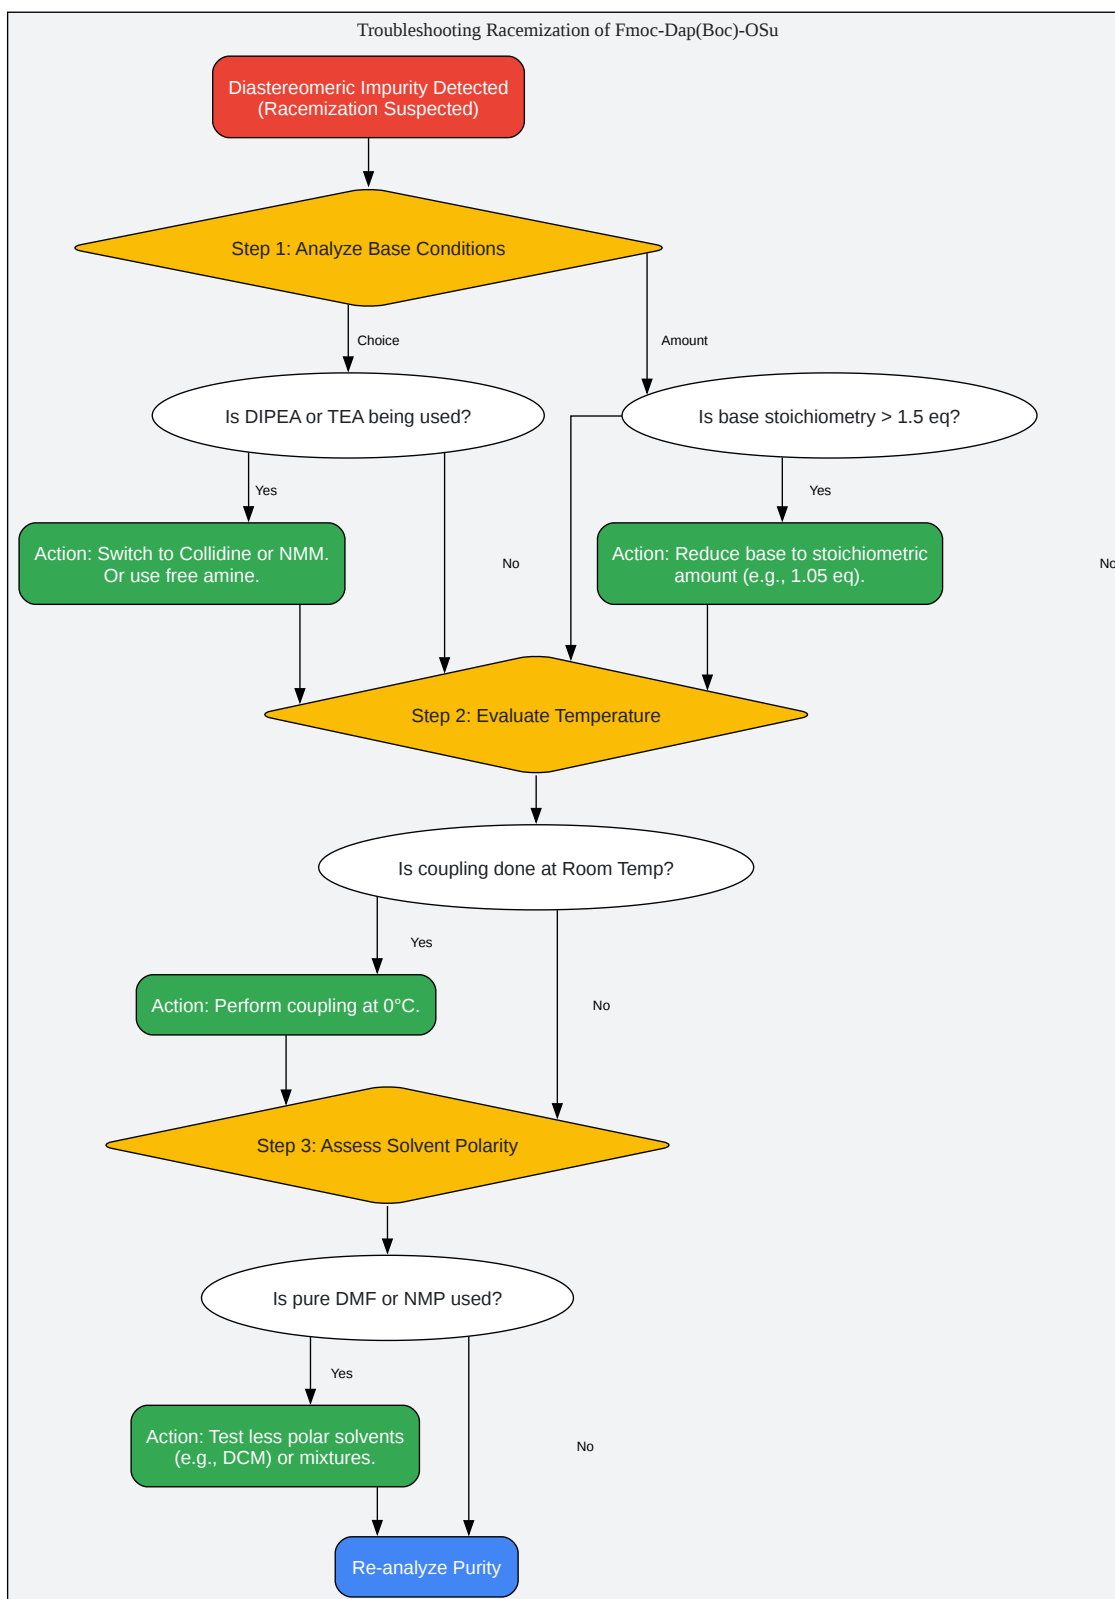 Troubleshooting Racemization of Fmoc-Dap(Boc)-OSu
Diastereomeric Impurity Detected
(Racemization Suspected)
Step 1: Analyze Base Conditions
Choice
Amount
Is DIPEA or TEA being used?
Is base stoichiometry > 1.5 eq?
Yes
Yes
Action: Switch to Collidine or NMM.
Or use free amine.
No
Action: Reduce base to stoichiometric
amount (e.g., 1.05 eq).
No
Step 2: Evaluate Temperature
Is coupling done at Room Temp?
Yes
Action: Perform coupling at 0°C.
No
Step 3: Assess Solvent Polarity
Is pure DMF or NMP used?
Yes
Action: Test less polar solvents
(e.g., DCM) or mixtures.
No
Re-analyze Purity